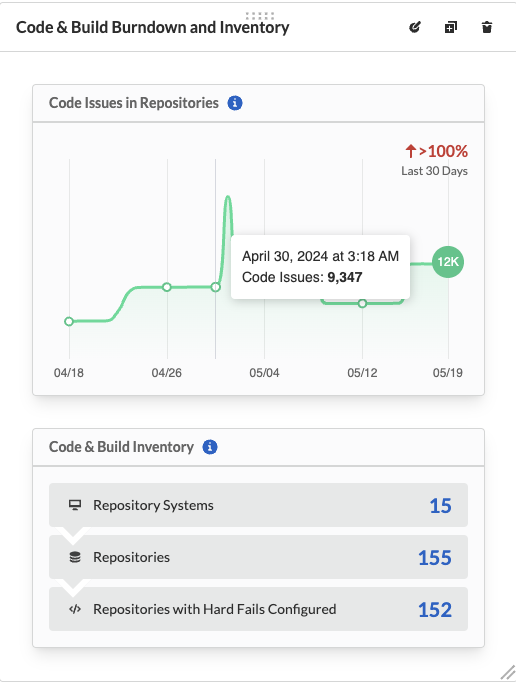 Code & Build Burndown and Inventory
Code Issues in Repositories
>100%
Last 30 Days
April 30, 2024 at 3:18 AM
Code Issues: 9,347
12K
04/18 04/26 05/04 05/12 05/19
Code & Build Inventory
Repository Systems 15
Repositories 155
Repositories with Hard Fails Configured 152